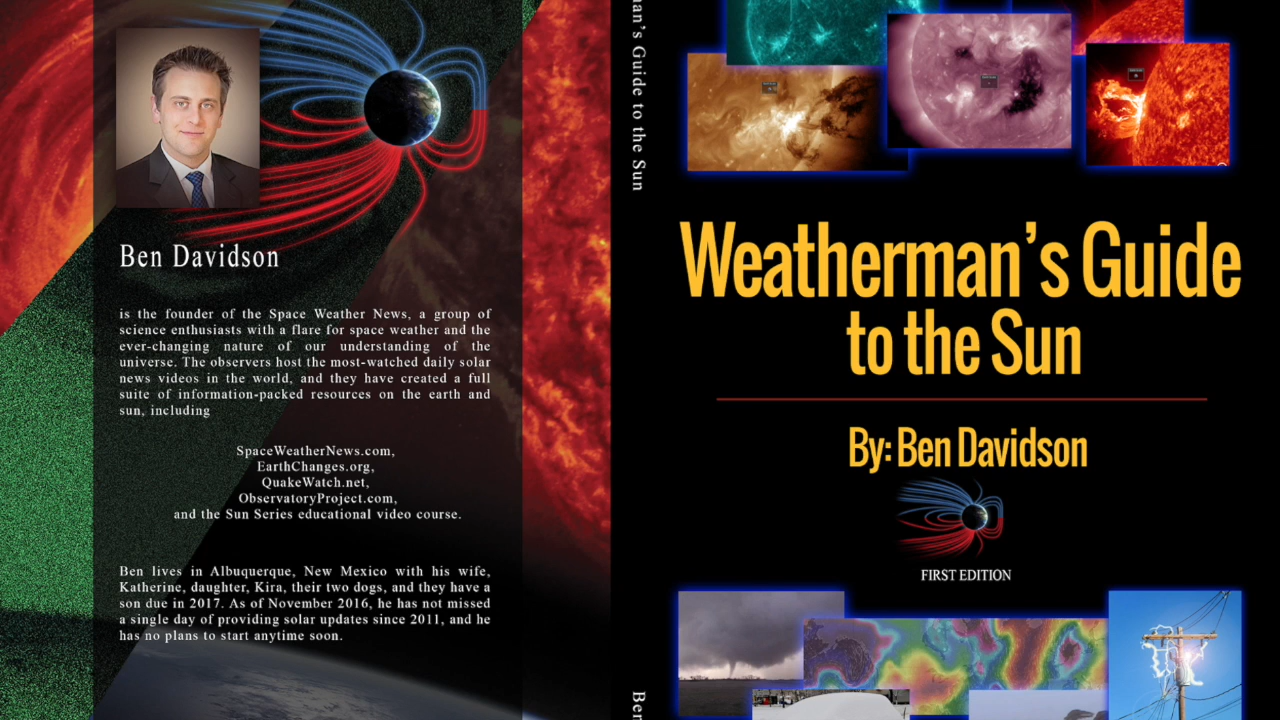 Ben Davidson
is the founder of the Space Weather News, a group of
science enthusiasts with a flare for space weather and the
ever-changing nature of our understanding of the
universe. The observers host the most-watched daily solar
news videos in the world, and they have created a full
suite of information-packed resources on the earth and
sun, including
SpaceWeatherNews.com,
EarthChanges.org,
QuakeWatch.net,
ObservatoryProject.com,
and the Sun Series educational video course.
Ben lives in Albuquerque, New Mexico with his wife,
Katherine, daughter, Kira, their two dogs, and they have a
son due in 2017. As of November 2016, he has not missed
a single day of providing solar updates since 2011, and he
has no plans to start anytime soon.
man's Guide to the Sun
Ben
Weatherman's Guide
to the Sun
By: Ben Davidson
FIRST EDITION